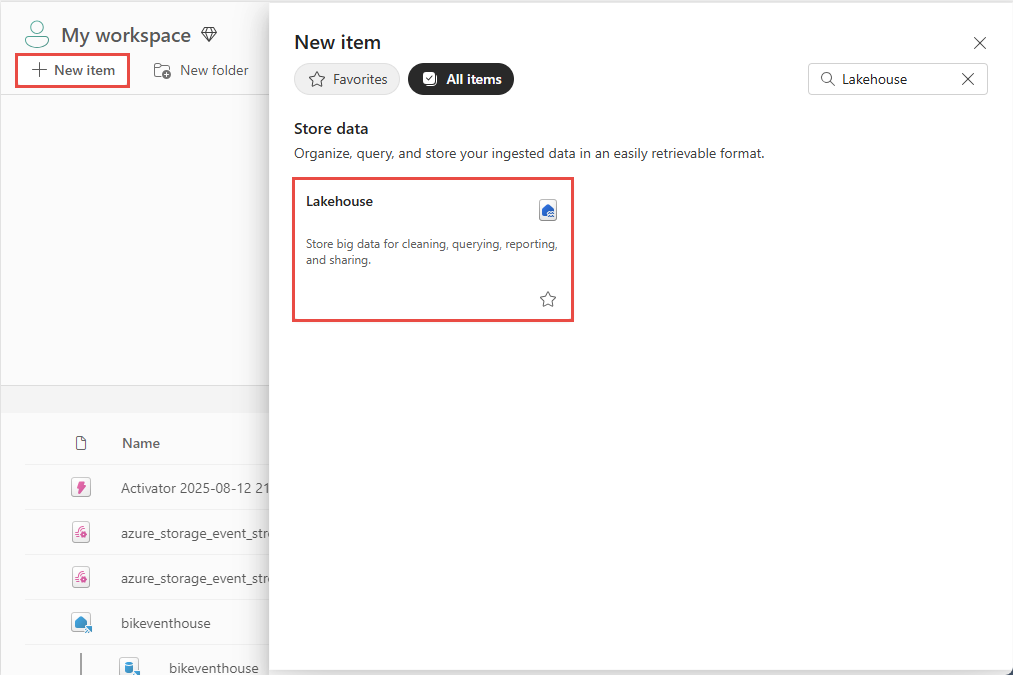 My workspace
New item
New folder
Name
Activator 2025-08-12 21
azure_storage_event_stre
azure_storage_event_stre
bikeventhouse
bikeventhouse
New item
Favorites
All items
Lakehouse
Store data
Organize, query, and store your ingested data in an easily retrievable format.
Lakehouse
Store big data for cleaning, querying, reporting,
and sharing.